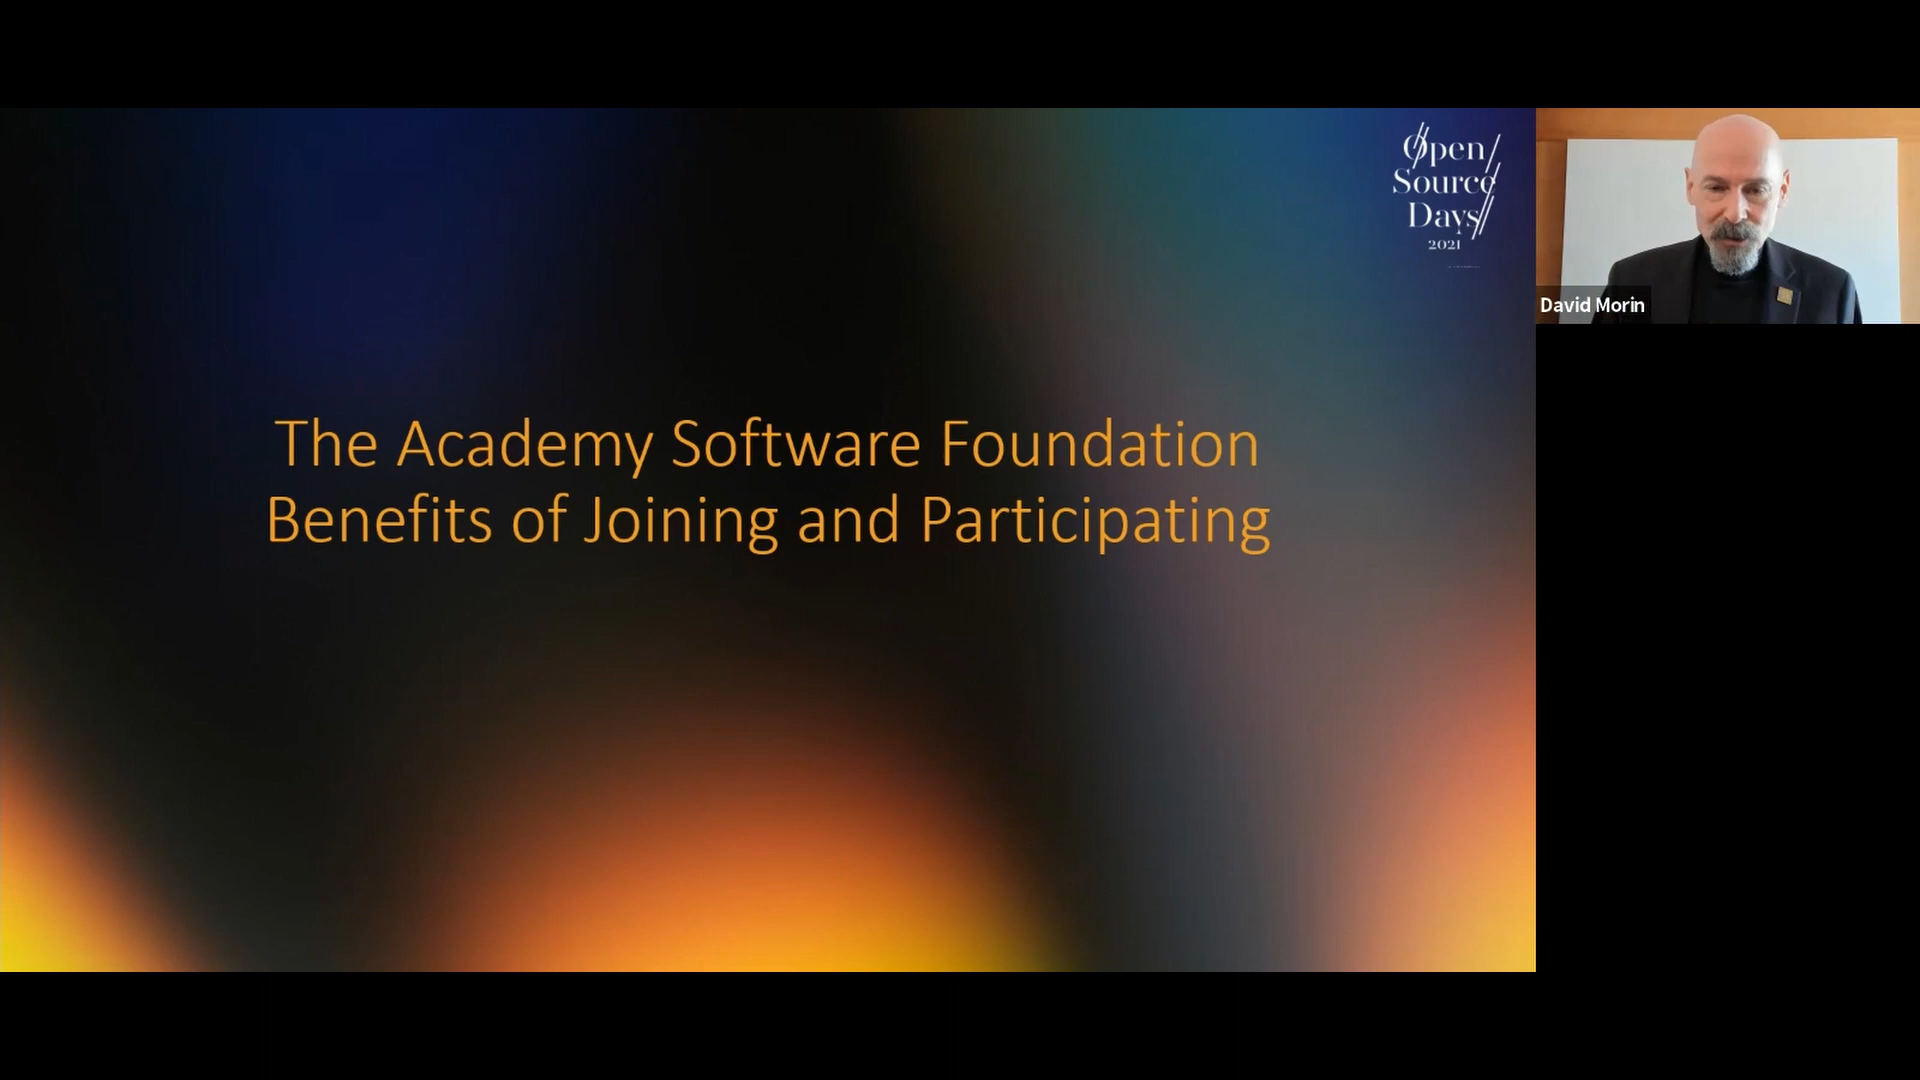 Open
Source
Days
2021
The Academy Software Foundation
Benefits of Joining and Participating
David Morin